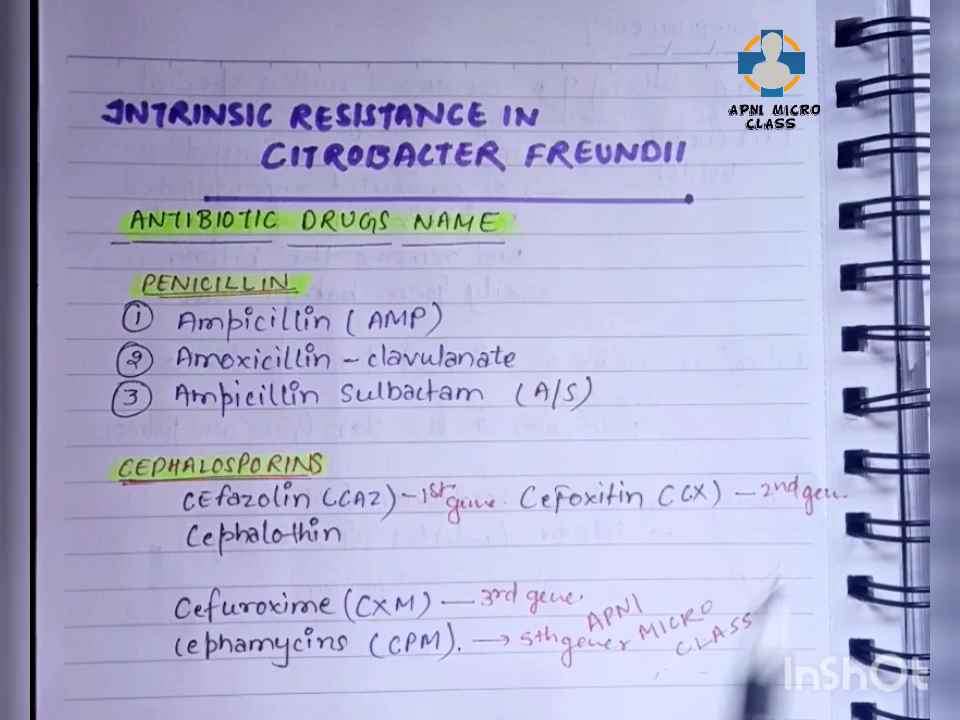 APNI MICRO
CLASS
INTRINSIC RESISTANCE IN
CITROBACTER FREUNDII
ANTIBIOTIC DRUGS NAME
PENICILLIN
① Ampicillin (AMP)
② Amoxicillin - clavulanate
③ Ampicillin Sulbactam (A/S)
CEPHALOSPORINS
CEfazolin (CAZ) - 1st gene. Cefoxitin (CX) - 2nd gen.
Cephalothin
Cefuroxime (CXM) - 3rd gene.
Cephamycins (CPM). → 5th gener
APNI
MICRO
CLASS
InShOt